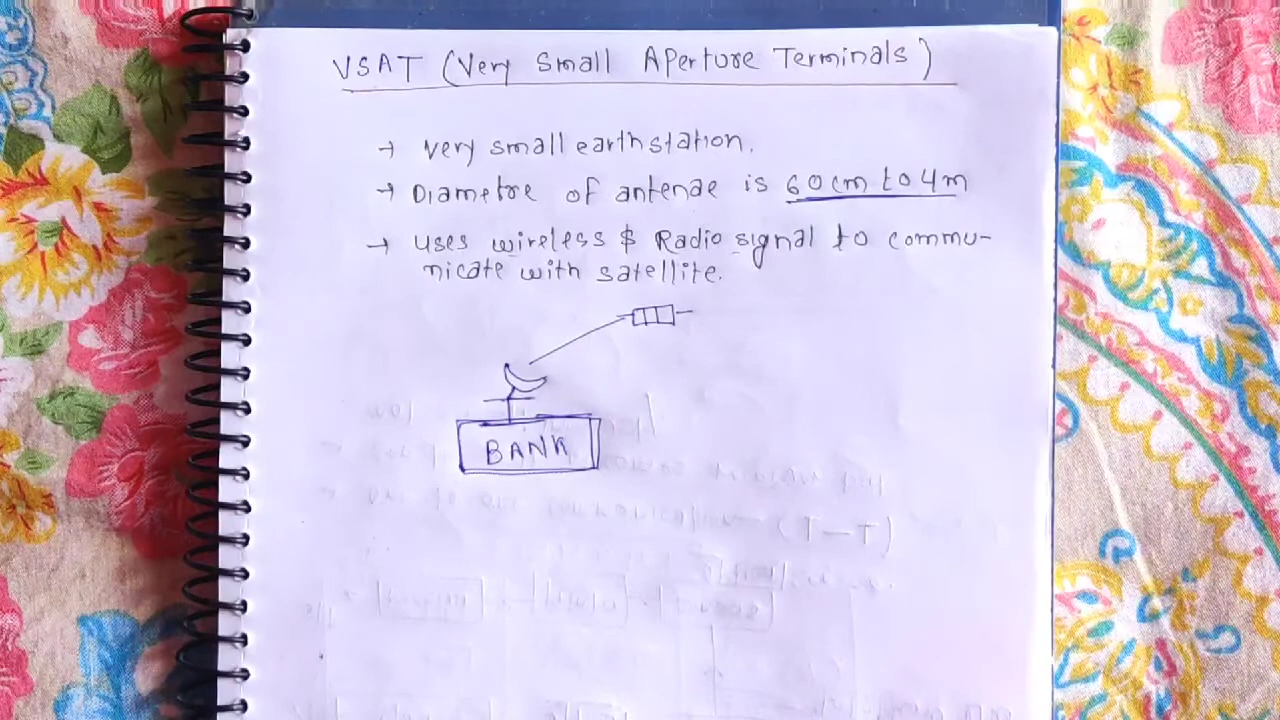 VSAT (Very Small Aperture Terminals)
→ Very small earth station.
→ Diametre of antenae is 60cm to 4m
→ uses wireless & Radio signal to commu-
nicate with satellite.
BANK